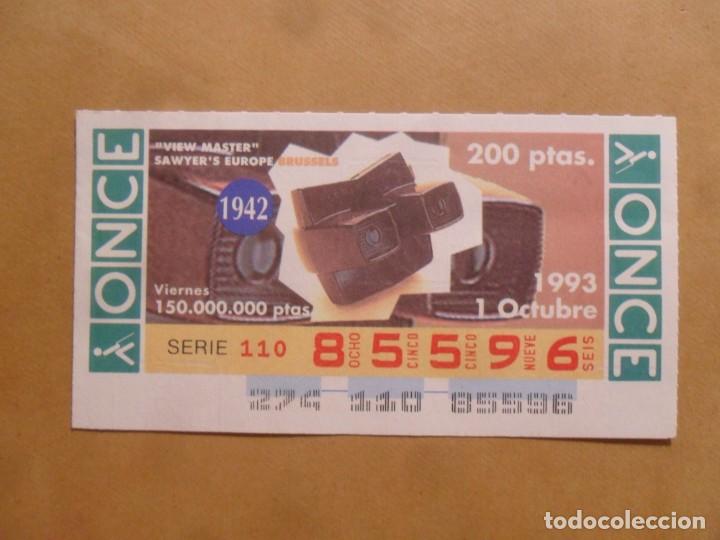 ONCE
"VIEW MASTER"
SAWYER'S EUROPE BRUSSELS
1942
200 ptas.
Viernes
150.000.000 ptas
1993
1 Octubre
SERIE 110 8 OCHO 5 CINCO 5 CINCO 9 NUEVE 6 SEIS
274 110 85596
ONCE
todocoleccion.net